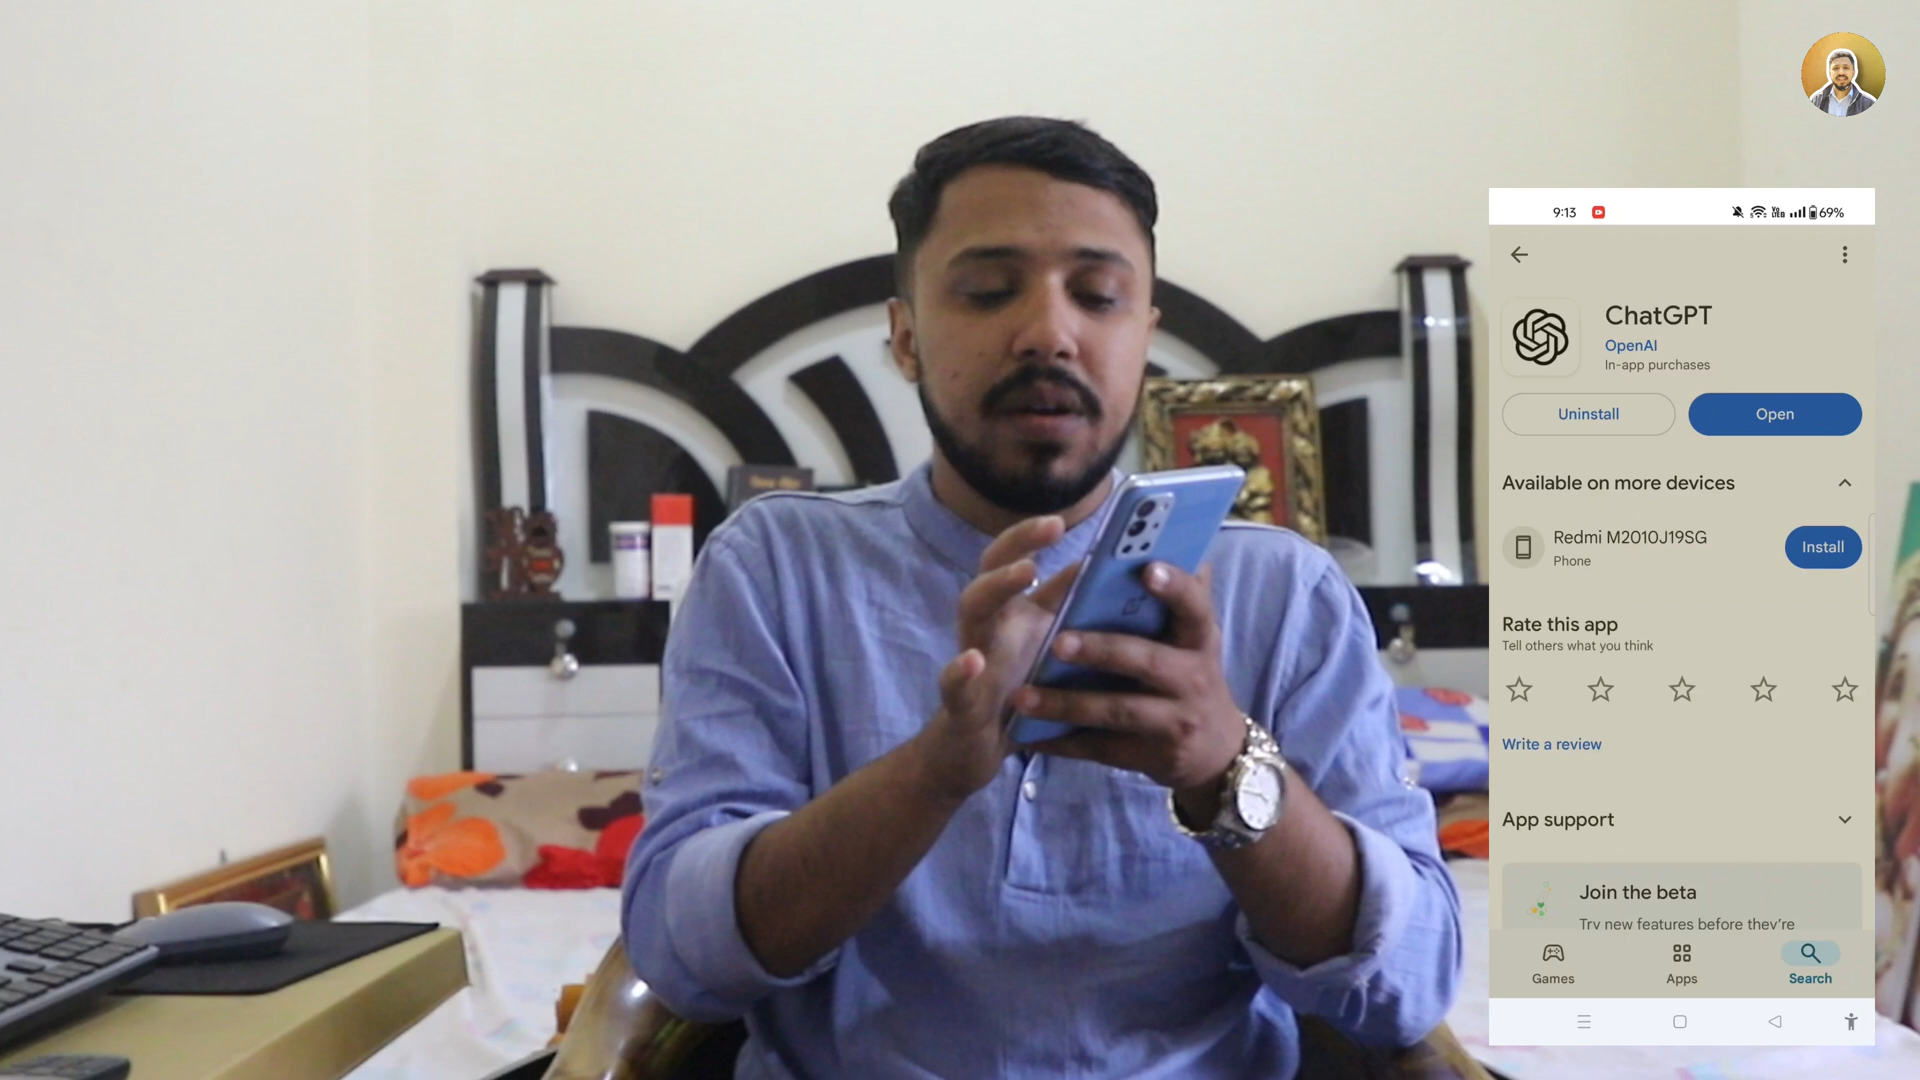 9:13
69%
ChatGPT
OpenAI
In-app purchases
Uninstall
Open
Available on more devices
Redmi M2010J19SG
Phone
Install
Rate this app
Tell others what you think
Write a review
App support
Join the beta
Try new features before they're
Games
Apps
Search